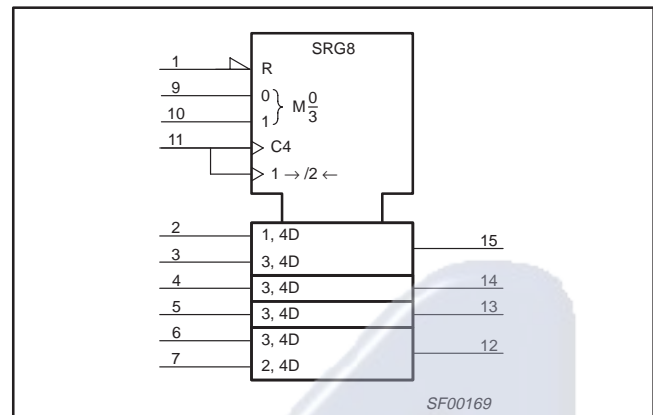 SRG8
1
R
9
0
M 0/3
10
1
11
C4
1 → /2 ←
2
1, 4D
15
3
3, 4D
4
3, 4D
14
5
3, 4D
13
6
3, 4D
12
7
2, 4D
SF00169